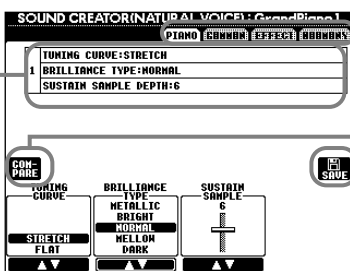 SOUND CREATOR(NATURAL VOICE) : GrandPiano1
PIANO COMMON EFFECT HARMONY
TUNING CURVE:STRETCH
1 BRILLIANCE TYPE:NORMAL
SUSTAIN SAMPLE DEPTH:6
COM-
PARE
SAVE
TUNING CURVE
BRILLIANCE TYPE
SUSTAIN SAMPLE
METALLIC
BRIGHT
NORMAL
MELLOW
DARK
STRETCH
FLAT
6